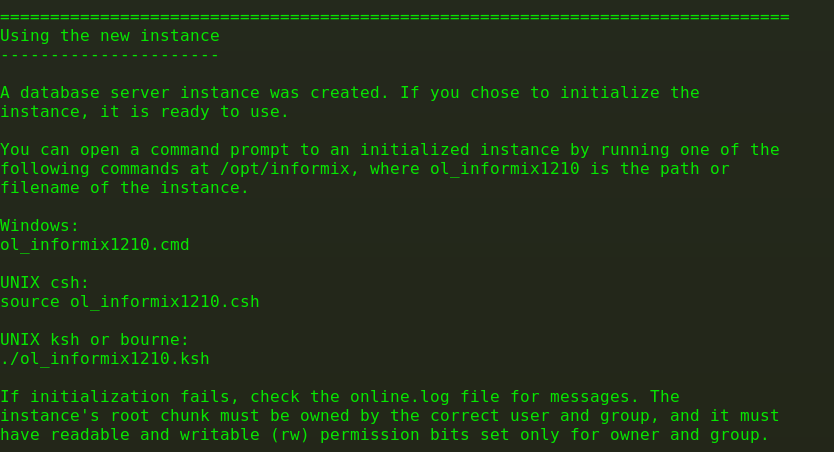 ===============================================================================
Using the new instance
----------------------
A database server instance was created. If you chose to initialize the
instance, it is ready to use.
You can open a command prompt to an initialized instance by running one of the
following commands at /opt/informix, where ol_informix1210 is the path or
filename of the instance.
Windows:
ol_informix1210.cmd
UNIX csh:
source ol_informix1210.csh
UNIX ksh or bourne:
./ol_informix1210.ksh
If initialization fails, check the online.log file for messages. The
instance's root chunk must be owned by the correct user and group, and it must
have readable and writable (rw) permission bits set only for owner and group.